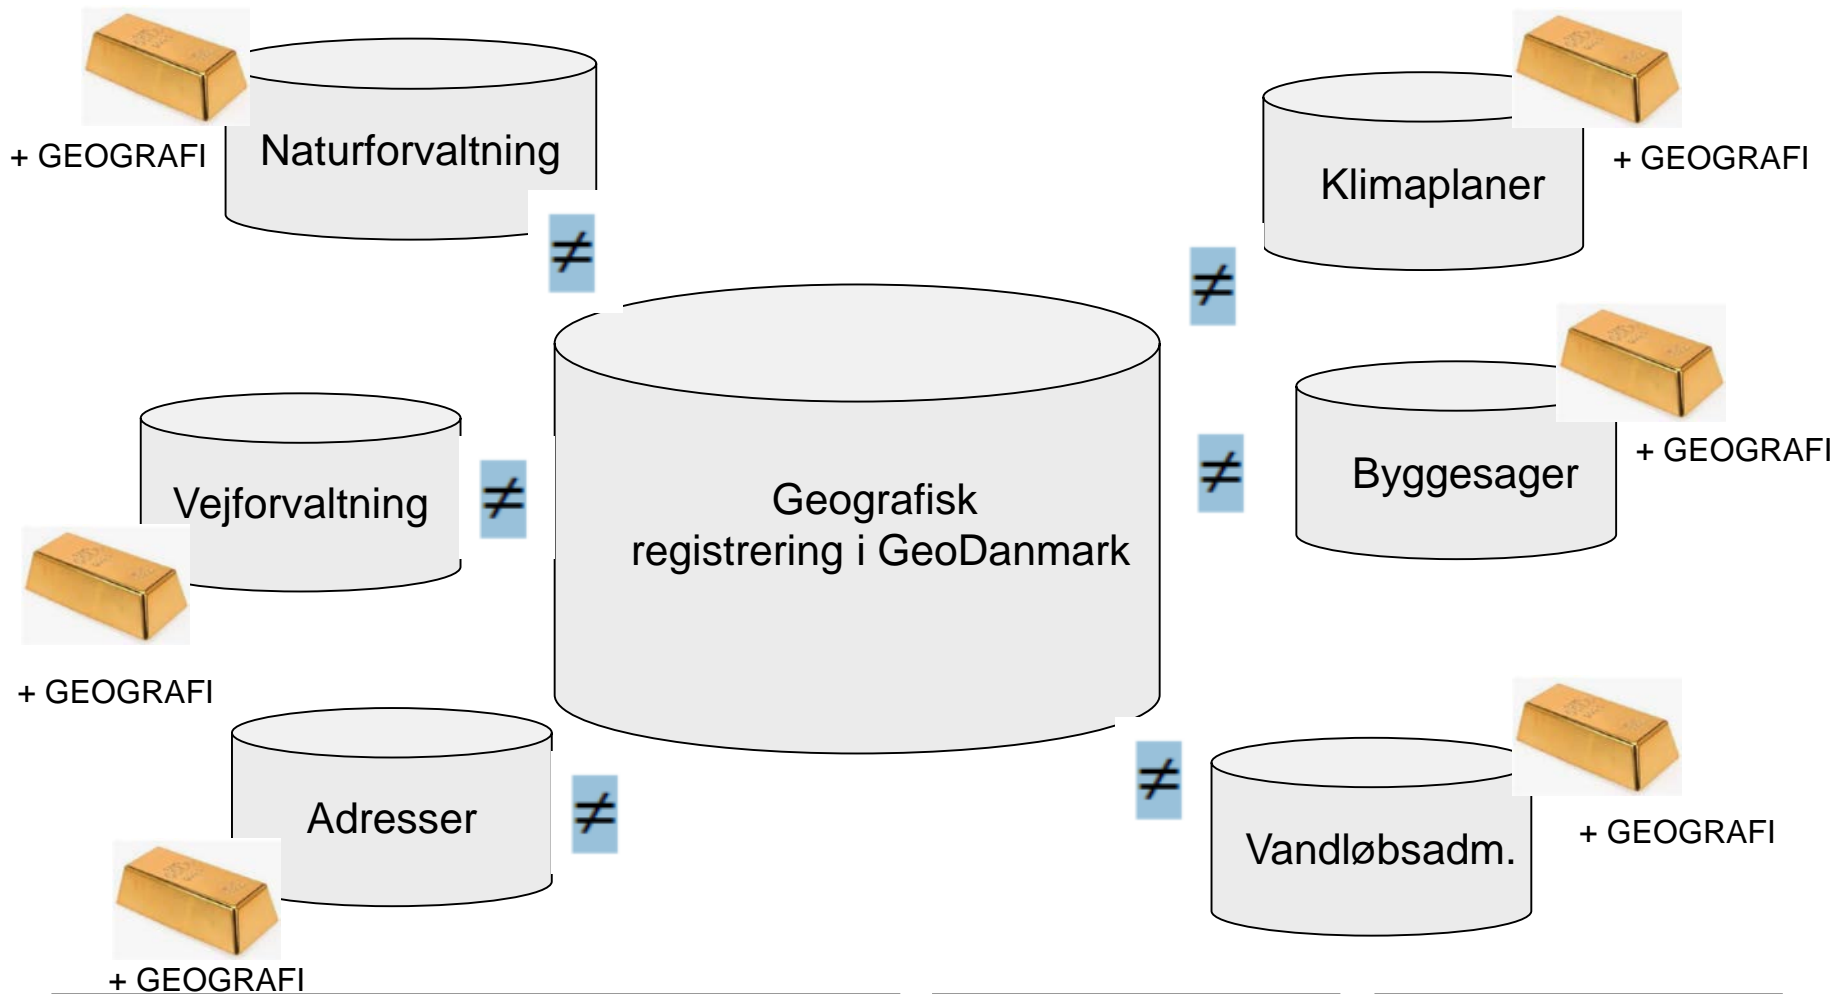 + GEOGRAFI
Naturforvaltning
≠
Klimaplaner
+ GEOGRAFI
≠
Vejforvaltning
≠
+ GEOGRAFI
Geografisk
registrering i GeoDanmark
≠
Byggesager
+ GEOGRAFI
Adresser
≠
+ GEOGRAFI
≠
Vandløbsadm.
+ GEOGRAFI